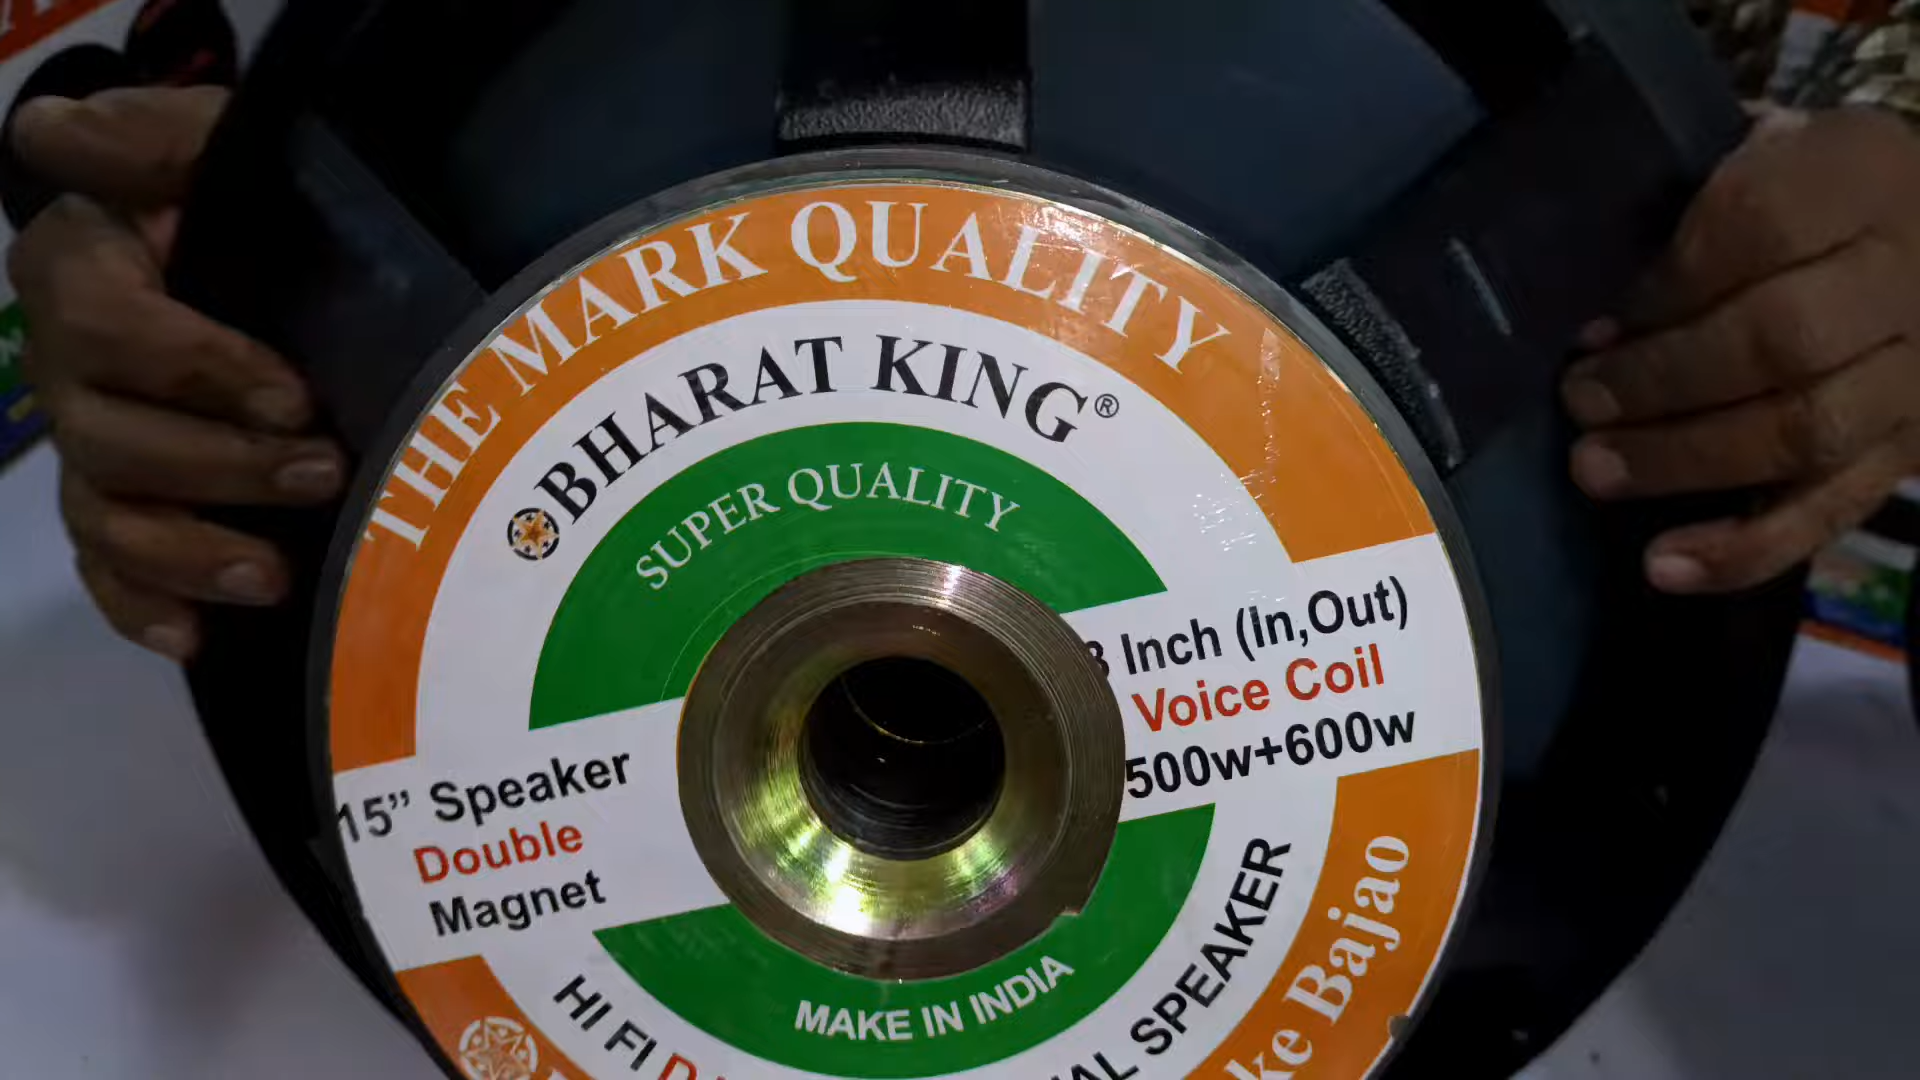 THE MARK QUALITY
BHARAT KING®
SUPER QUALITY
3 Inch (In,Out)
Voice Coil
500w+600w
15” Speaker
Double
Magnet
MAKE IN INDIA
HI FI
SPEAKER
Bajao